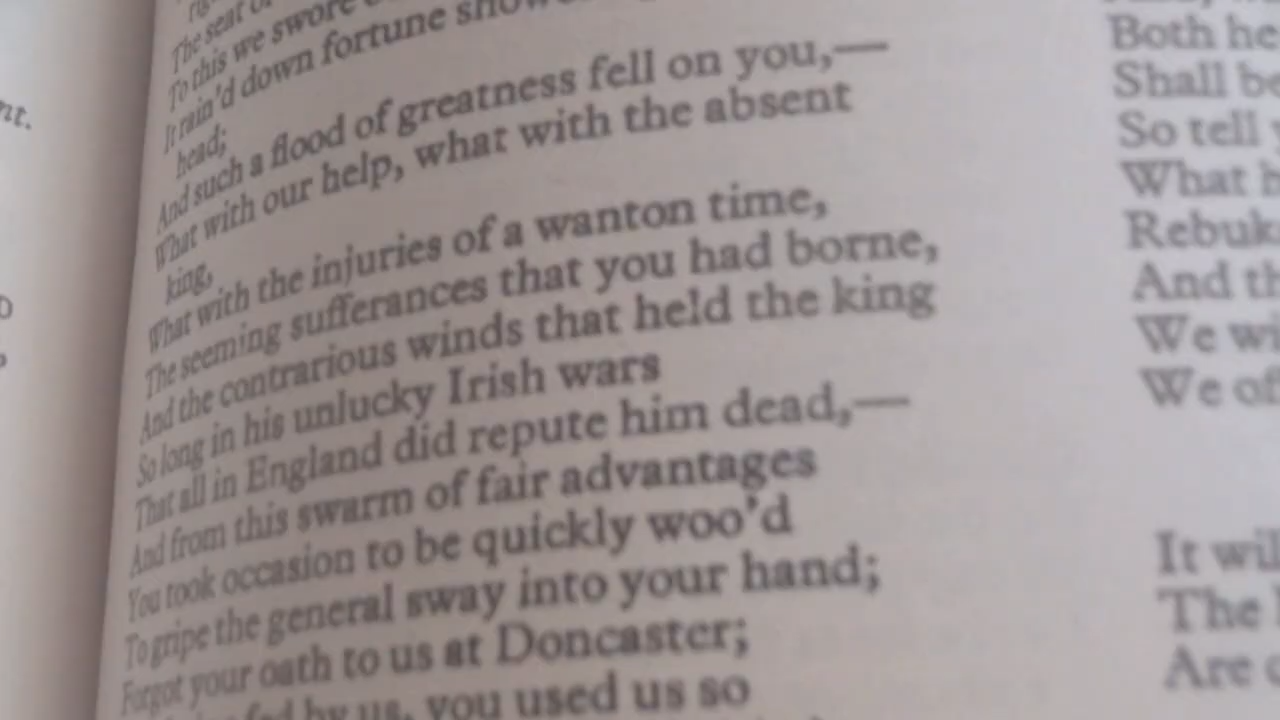 nt.
The seat of
To this we swore
It rain'd down fortune
head;
And such a flood of greatness fell on you,—
What with our help, what with the absent
king,
What with the injuries of a wanton time,
The seeming sufferances that you had borne,
And the contrarious winds that held the king
So long in his unlucky Irish wars
That all in England did repute him dead,—
And from this swarm of fair advantages
You took occasion to be quickly woo'd
To gripe the general sway into your hand;
Forgot your oath to us at Doncaster;
fed by us, you used us so
Both he
Shall be
So tell
What
Rebuk
And th
We wi
We of
It wil
The
Are